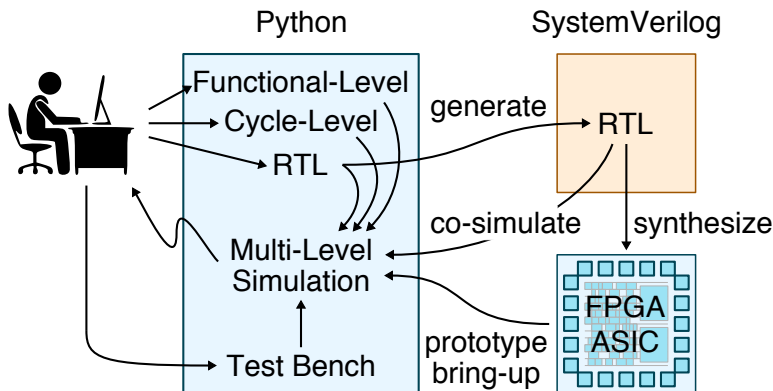 Python
SystemVerilog
Functional-Level
Cycle-Level
RTL
generate
RTL
co-simulate
synthesize
Multi-Level
Simulation
FPGA
ASIC
Test Bench
prototype
bring-up